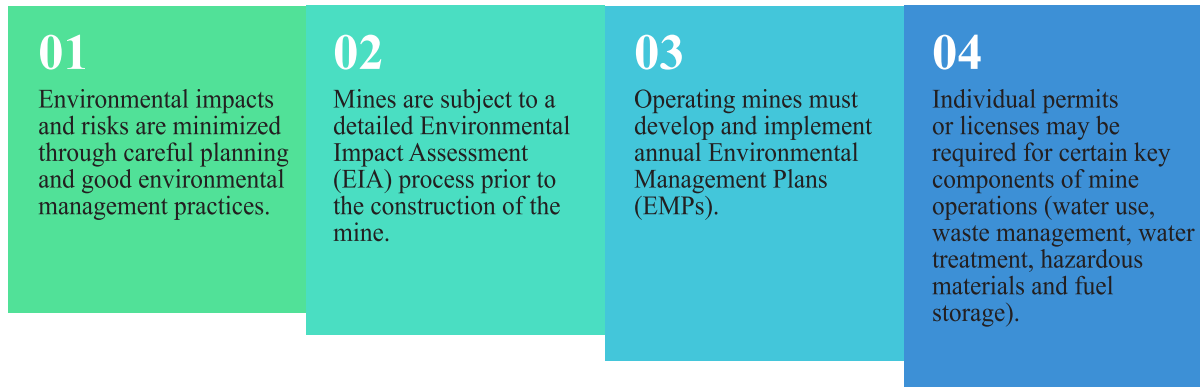 01
Environmental impacts
and risks are minimized
through careful planning
and good environmental
management practices.
02
Mines are subject to a
detailed Environmental
Impact Assessment
(EIA) process prior to
the construction of the
mine.
03
Operating mines must
develop and implement
annual Environmental
Management Plans
(EMPs).
04
Individual permits
or licenses may be
required for certain key
components of mine
operations (water use,
waste management, water
treatment, hazardous
materials and fuel
storage).